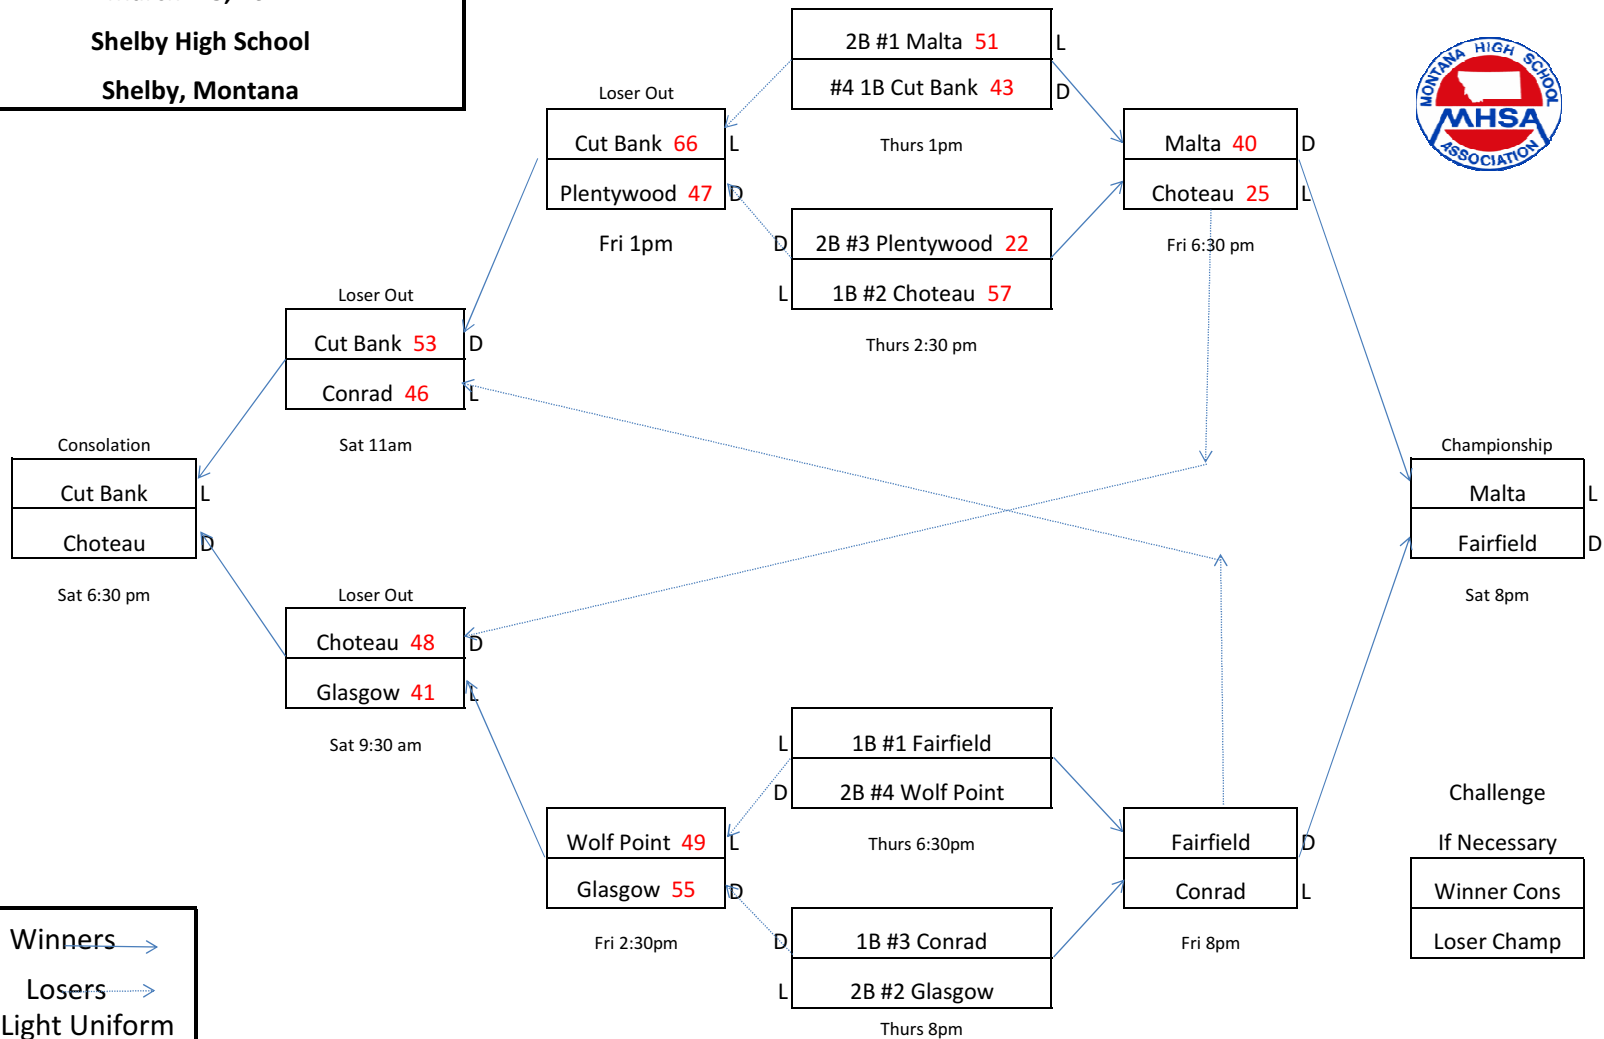 Shelby High School
Shelby, Montana
2B #1 Malta 51 L
#4 1B Cut Bank 43 D
Thurs 1pm
MONTANA HIGH SCHOOL
MHSA
ASSOCIATION
Loser Out
Cut Bank 66 L
Plentywood 47 D
Fri 1pm
Malta 40 D
Choteau 25 L
Fri 6:30 pm
D 2B #3 Plentywood 22
L 1B #2 Choteau 57
Thurs 2:30 pm
Loser Out
Cut Bank 53 D
Conrad 46 L
Sat 11am
Consolation
Cut Bank L
Choteau D
Sat 6:30 pm
Championship
Malta L
Fairfield D
Sat 8pm
Loser Out
Choteau 48 D
Glasgow 41 L
Sat 9:30 am
L 1B #1 Fairfield
D 2B #4 Wolf Point
Thurs 6:30pm
Wolf Point 49 L
Glasgow 55 D
Fri 2:30pm
Fairfield D
Conrad L
Fri 8pm
D 1B #3 Conrad
L 2B #2 Glasgow
Thurs 8pm
Challenge
If Necessary
Winner Cons
Loser Champ
Winners
Losers
Light Uniform